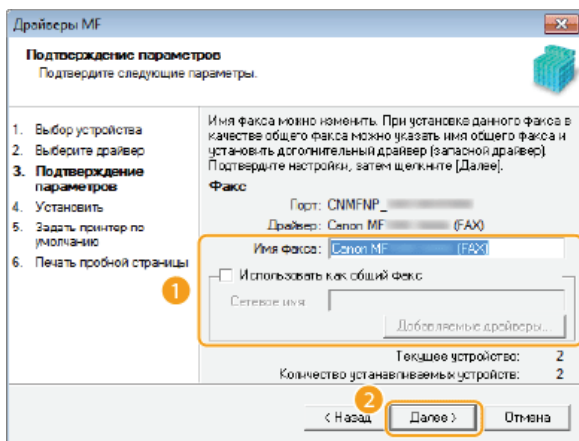 Драйверы MF
Подтверждение параметров
Подтвердите следующие параметры.
1. Выбор устройства
2. Выберите драйвер
3. Подтверждение
параметров
4. Установить
5. Задать принтер по
умолчанию
6. Печать пробной страницы
Имя факса можно изменить. При установке данного факса в
качестве общего факса можно указать имя общего факса и
установить дополнительный драйвер (запасной драйвер)
Подтвердите настройки, затем щелкните [Далее].
Факс
Порт: CNMFNP_
Драйвер: Canon MF (FAX)
Имя факса: Canon MF (FAX)
Использовать как общий факс
Сетевое имя
Добавляемые драйверы...
1
Текущее устройство: 2
Количество устанавливаемых устройств: 2
2
< Назад
Далее >
Отмена